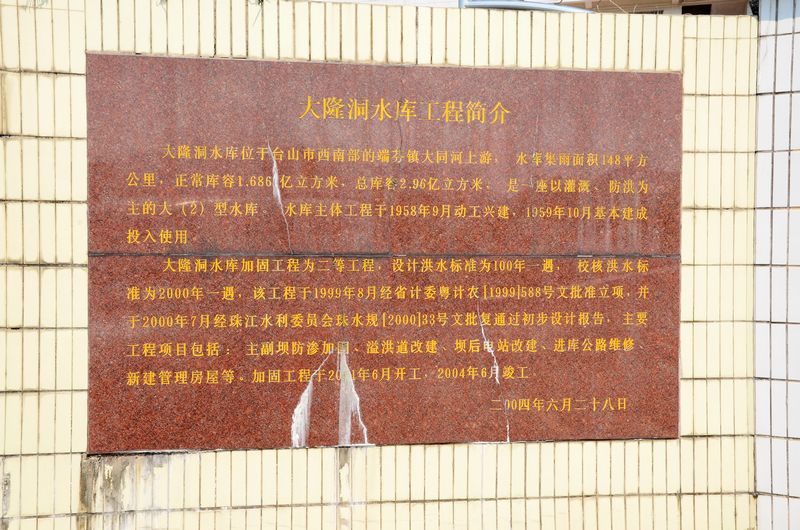 大隆洞水库工程简介
大隆洞水库位于台山市西南部的端芬镇大同河上游， 水库集雨面积148平方
公里，正常库容1.686 亿立方米，总库容2.96亿立方米， 是一座以灌溉、防洪为
主的大（2）型水库。 水库主体工程于1958年9月动工兴建，1959年10月基本建成
投入使用。
大隆洞水库加固工程为二等工程，设计洪水标准为100年一遇， 校核洪水标
准为2000年一遇，该工程于1999年8月经省计委粤计农[1999]588号文批准立项，并
于2000年7月经珠江水利委员会珠水规[2000]33号文批复通过初步设计报告，主要
工程项目包括： 主副坝防渗加固、溢洪道改建、坝后电站改建、进库公路维修、
新建管理房屋等。加固工程于2001年6月开工，2004年6月竣工
二00四年六月二十八日